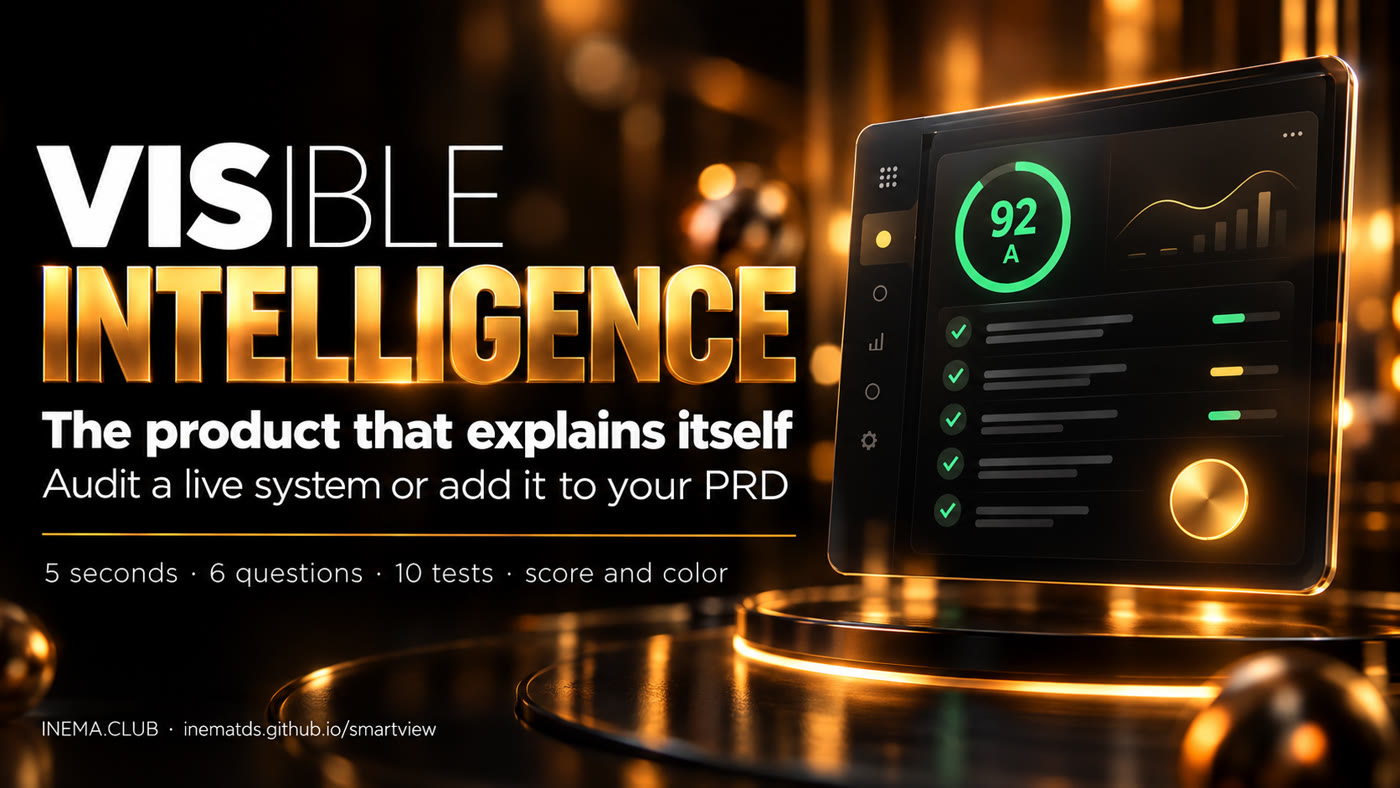 VISIBLE
INTELLIGENCE
The product that explains itself
Audit a live system or add it to your PRD
5 seconds · 6 questions · 10 tests · score and color
INEMA.CLUB · inematds.github.io/smartview
92
A